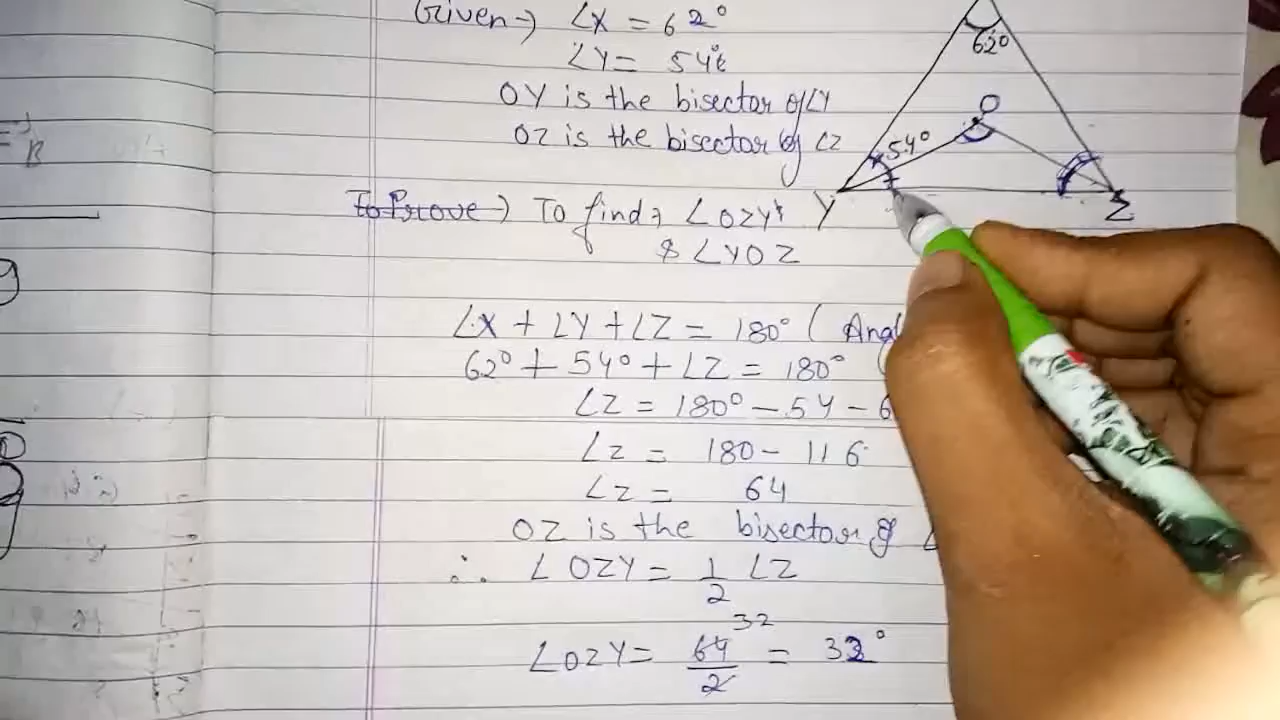 Given → ∠X = 62°
∠Y = 54°
OY is the bisector of ∠Y
OZ is the bisector of ∠Z
To Prove → To find → ∠OZY
& ∠YOZ
62°
O
54°
Y
Z
∠X + ∠Y + ∠Z = 180° (
62° + 54° + ∠Z = 180°
∠Z = 180° – 54 – 6
∠Z = 180 – 116
∠Z = 64
OZ is the bisector of
∴ ∠OZY = 1/2 ∠Z
32
∠OZY = 64/2 = 32°